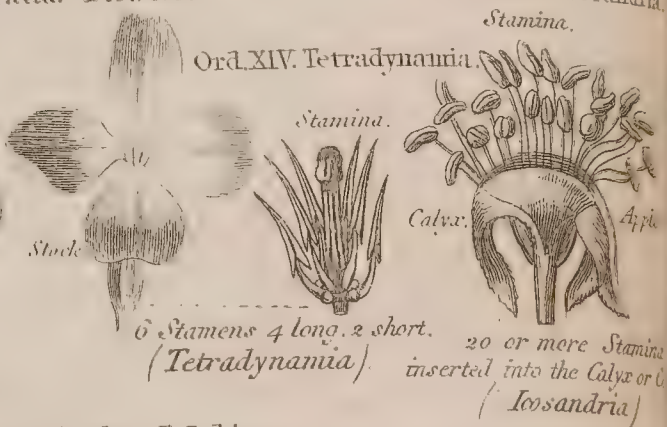 Stamina.
Ord. XIV. Tetradynamia.
Stamina.
Calyx.
Apple
Stock
6 Stamens 4 long. 2 short.
(Tetradynamia).
20 or more Stamina
inserted into the Calyx or
(Icosandria)